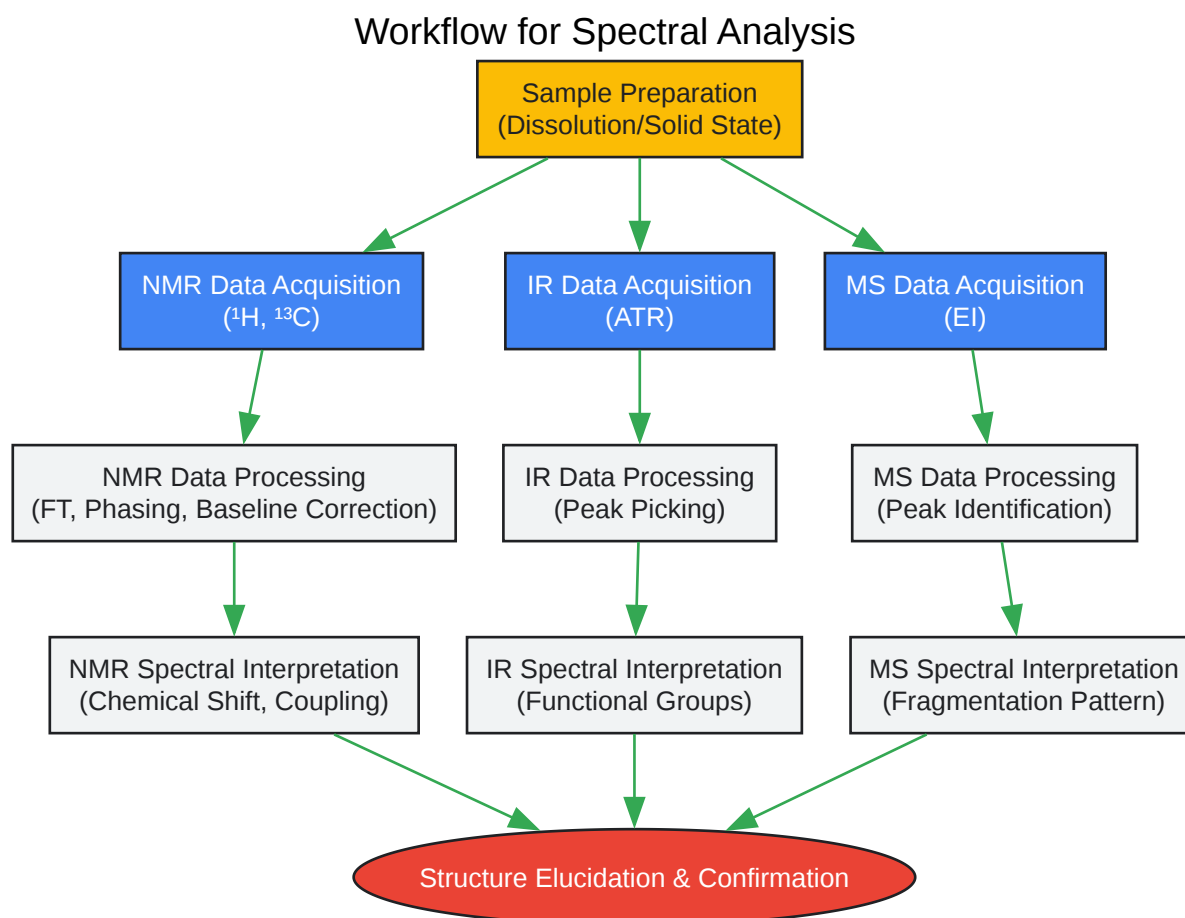 Workflow for Spectral Analysis
Sample Preparation
(Dissolution/Solid State)
NMR Data Acquisition
(¹H, ¹³C)
IR Data Acquisition
(ATR)
MS Data Acquisition
(EI)
NMR Data Processing
(FT, Phasing, Baseline Correction)
IR Data Processing
(Peak Picking)
MS Data Processing
(Peak Identification)
NMR Spectral Interpretation
(Chemical Shift, Coupling)
IR Spectral Interpretation
(Functional Groups)
MS Spectral Interpretation
(Fragmentation Pattern)
Structure Elucidation & Confirmation